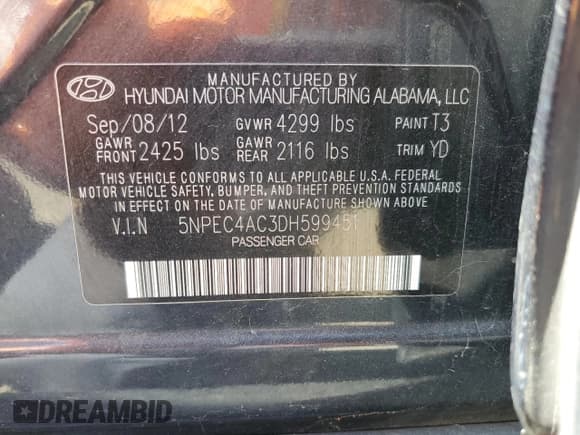 MANUFACTURED BY
HYUNDAI MOTOR MANUFACTURING ALABAMA, LLC
Sep/08/12 GVWR 4299 lbs PAINT T3
GAWR FRONT 2425 lbs GAWR REAR 2116 lbs TRIM YD
THIS VEHICLE CONFORMS TO ALL APPLICABLE U.S.A. FEDERAL
MOTOR VEHICLE SAFETY, BUMPER, AND THEFT PREVENTION STANDARDS
IN EFFECT ON THE DATE OF MANUFACTURE SHOWN ABOVE
V.I.N 5NPEC4AC3DH599451
PASSENGER CAR
DREAMBID